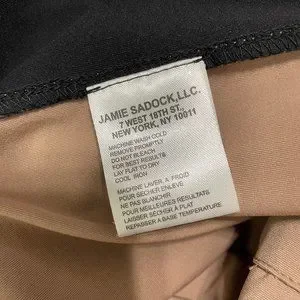 JAMIE SADOCK,LLC.
7 WEST 18TH ST.,
NEW YORK, NY 10011
MACHINE WASH COLD
REMOVE PROMPTLY
DO NOT BLEACH
FOR BEST RESULTS
LAY FLAT TO DRY
COOL IRON
MACHINE LAVER, A FROID
POUR SECHER ENLEVE
NE PAS BLANCHIR
POUR MEILLEURES RESULTATS
LAISSER SECHER A PLAT
REPASSER A BASE TEMPERATURE